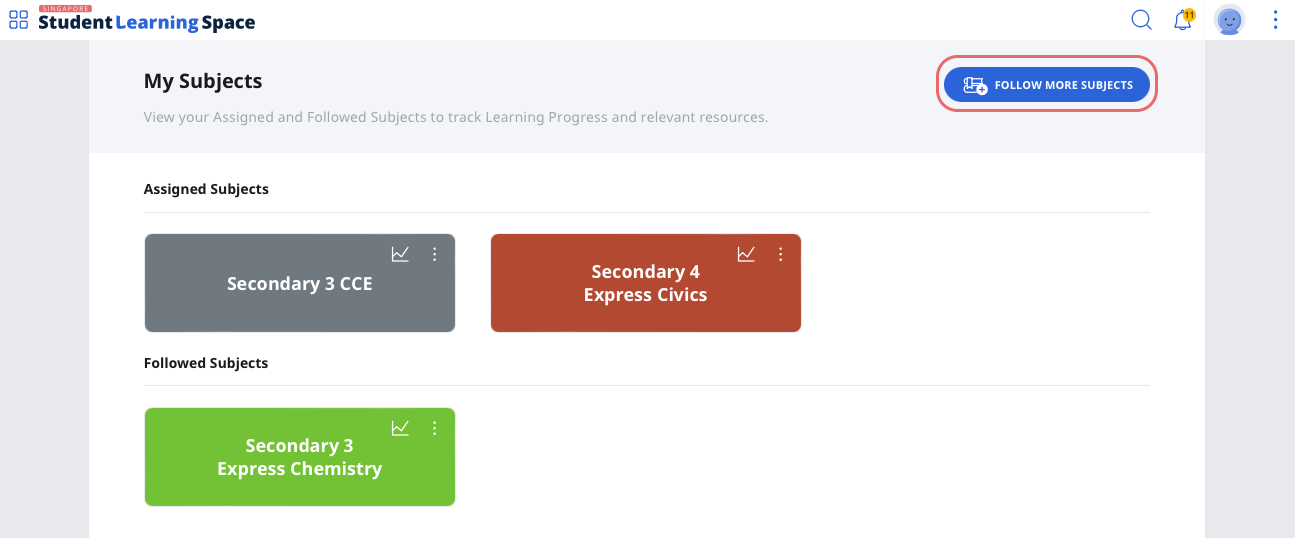 SINGAPORE
Student Learning Space
11
My Subjects
FOLLOW MORE SUBJECTS
View your Assigned and Followed Subjects to track Learning Progress and relevant resources.
Assigned Subjects
Secondary 3 CCE
Secondary 4
Express Civics
Followed Subjects
Secondary 3
Express Chemistry